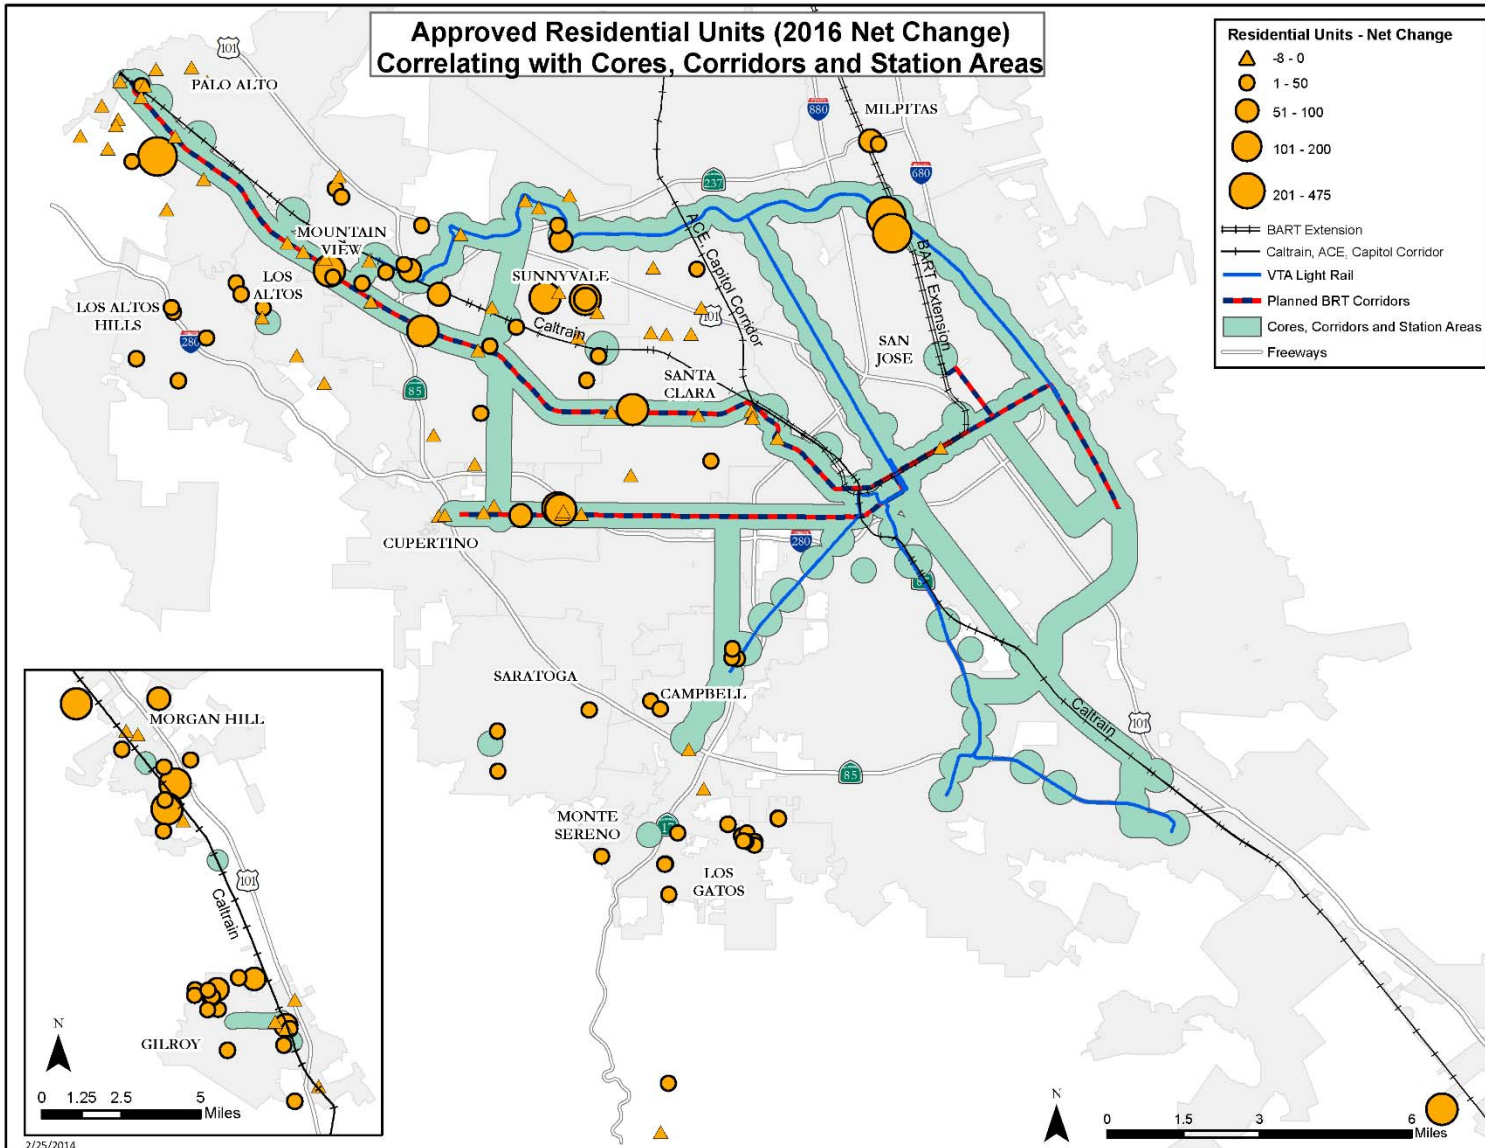 Approved Residential Units (2016 Net Change)
Correlating with Cores, Corridors and Station Areas
Residential Units - Net Change
-8 - 0
1 - 50
51 - 100
101 - 200
201 - 475
BART Extension
Caltrain, ACE, Capitol Corridor
VTA Light Rail
Planned BRT Corridors
Cores, Corridors and Station Areas
Freeways
101
PALO ALTO
880
MILPITAS
680
237
ACE, Capitol Corridor
BART Extension
MOUNTAIN
VIEW
SUNNYVALE
LOS
ALTOS
LOS ALTOS
HILLS
280
Caltrain
101
SAN
JOSE
SANTA
CLARA
85
CUPERTINO
280
87
SARATOGA
CAMPBELL
Caltrain
101
85
MONTE
SERENO
17
LOS
GATOS
MORGAN HILL
101
Caltrain
GILROY
N
0 1.25 2.5 5
Miles
N
0 1.5 3 6
Miles
2/25/2014